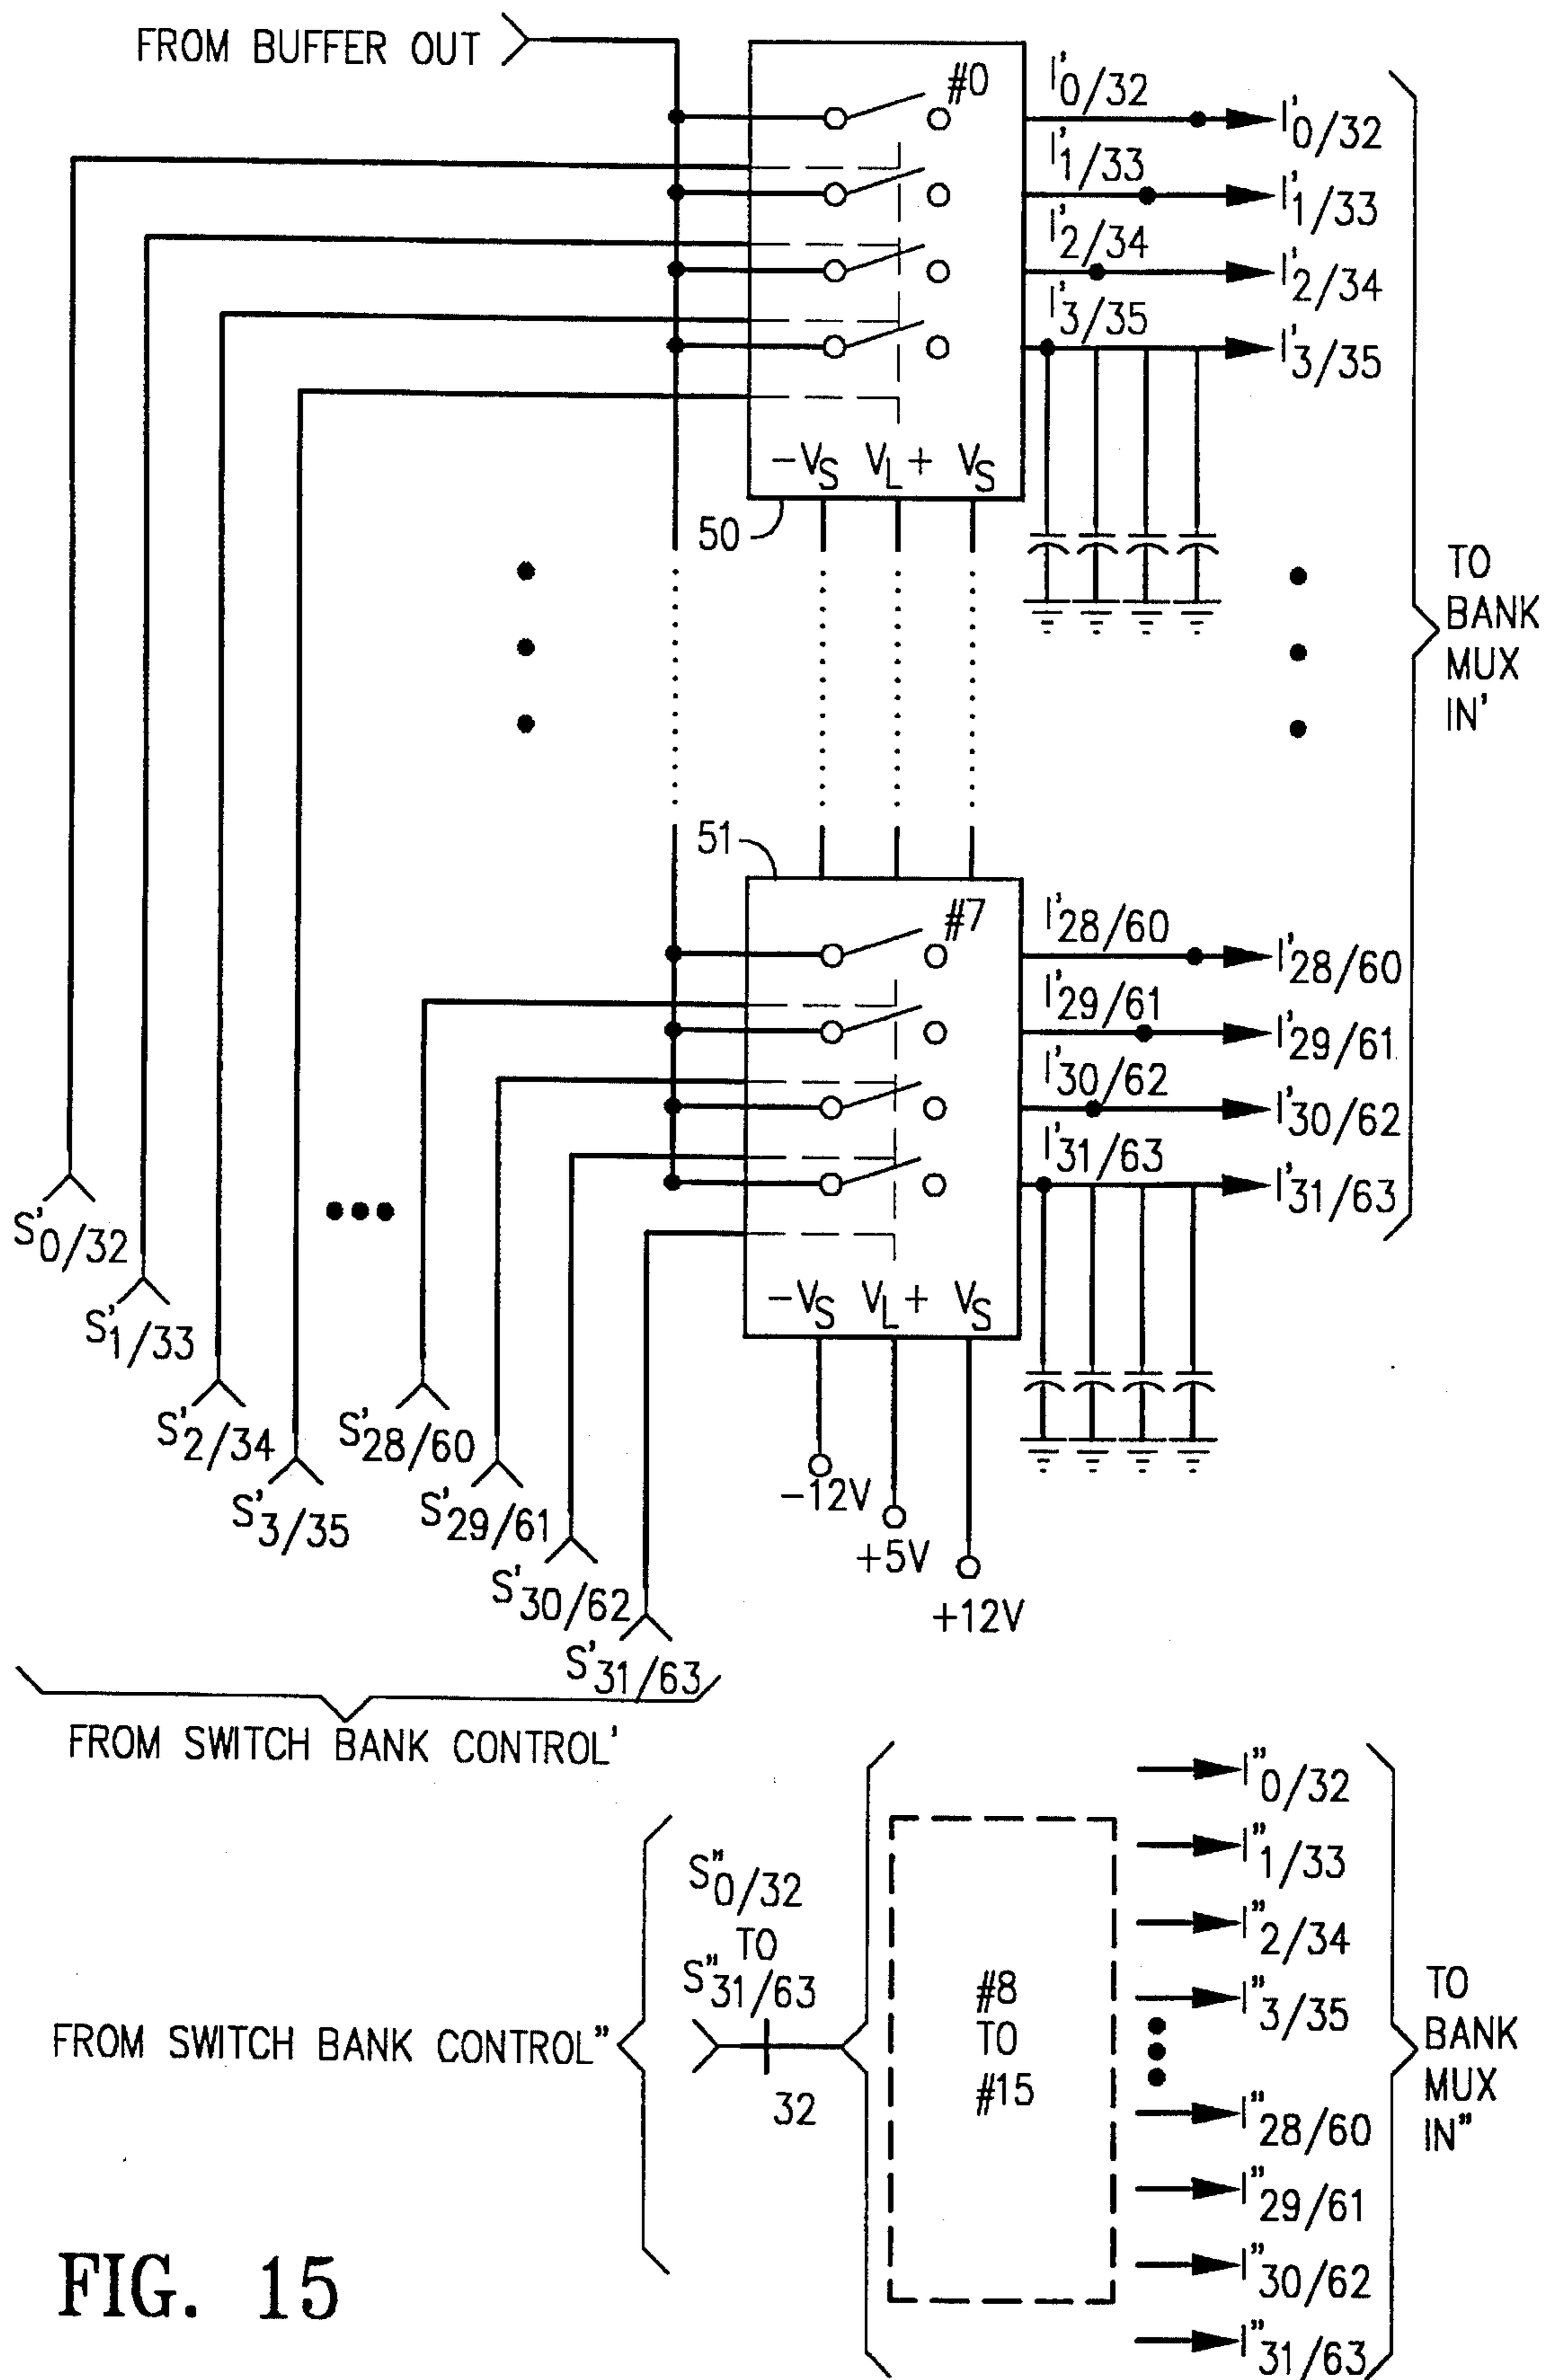 FROM BUFFER OUT
#0
I'0/32
I'0/32
I'1/33
I'1/33
I'2/34
I'2/34
I'3/35
I'3/35
-VS VL + VS
50
TO
BANK
MUX
IN'
51
#7
I'28/60
I'28/60
I'29/61
I'29/61
I'30/62
I'30/62
I'31/63
I'31/63
-VS VL + VS
S'0/32
S'1/33
S'2/34
S'3/35
S'28/60
S'29/61
S'30/62
S'31/63
-12V
+5V
+12V
FROM SWITCH BANK CONTROL'
FROM SWITCH BANK CONTROL"
S"0/32
TO
S"31/63
32
#8
TO
#15
I"0/32
I"1/33
I"2/34
I"3/35
I"28/60
I"29/61
I"30/62
I"31/63
TO
BANK
MUX
IN"
FIG. 15